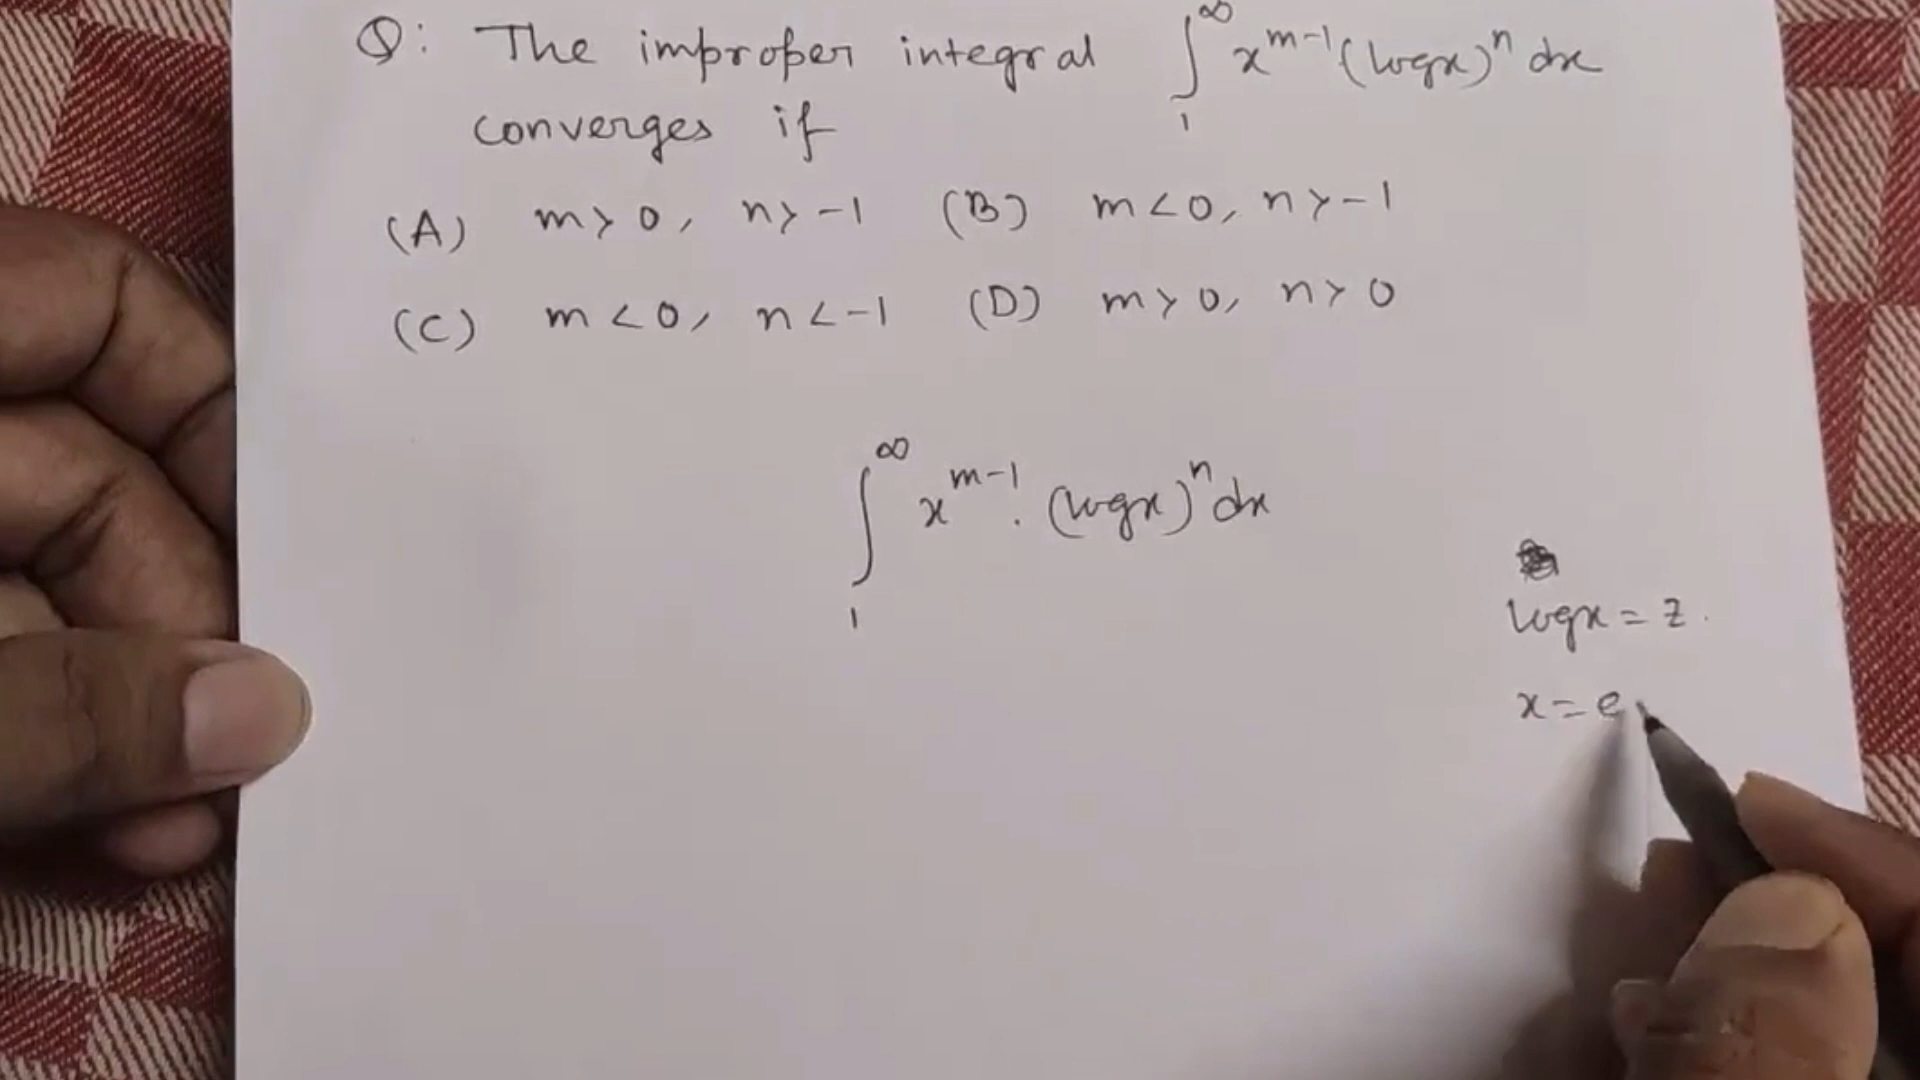 Q: The improper integral ∫₁^∞ x^{m-1} (logx)^n dx
converges if
(A) m > 0, n > -1 (B) m < 0, n > -1
(C) m < 0, n < -1 (D) m > 0, n > 0
∫₁^∞ x^{m-1} . (logx)^n dx
logx = z.
x = e